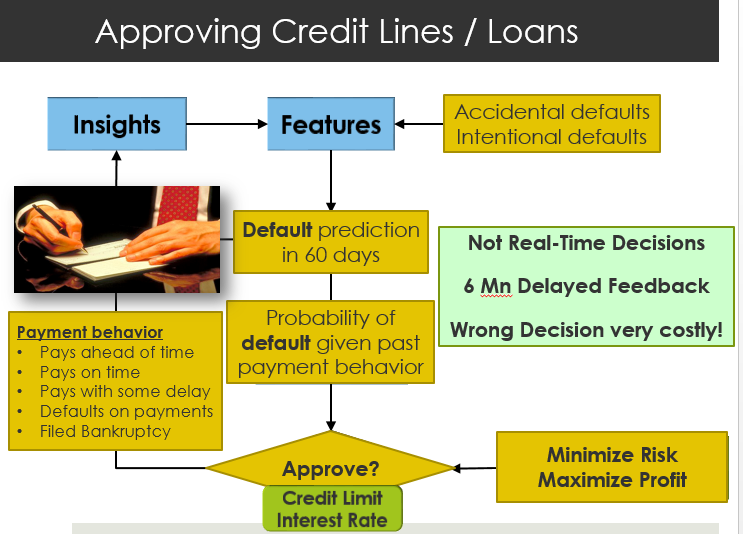 Approving Credit Lines / Loans
Insights
Features
Accidental defaults
Intentional defaults
Default prediction
in 60 days
Not Real-Time Decisions
6 Mn Delayed Feedback
Wrong Decision very costly!
Probability of
default given past
payment behavior
Payment behavior
• Pays ahead of time
• Pays on time
• Pays with some delay
• Defaults on payments
• Filed Bankruptcy
Approve?
Credit Limit
Interest Rate
Minimize Risk
Maximize Profit